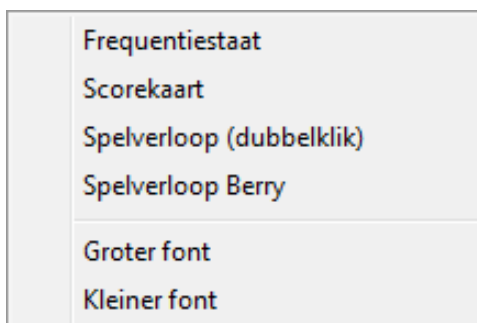 Frequentiestaat
Scorekaart
Spelverloop (dubbelklik)
Spelverloop Berry
Groter font
Kleiner font